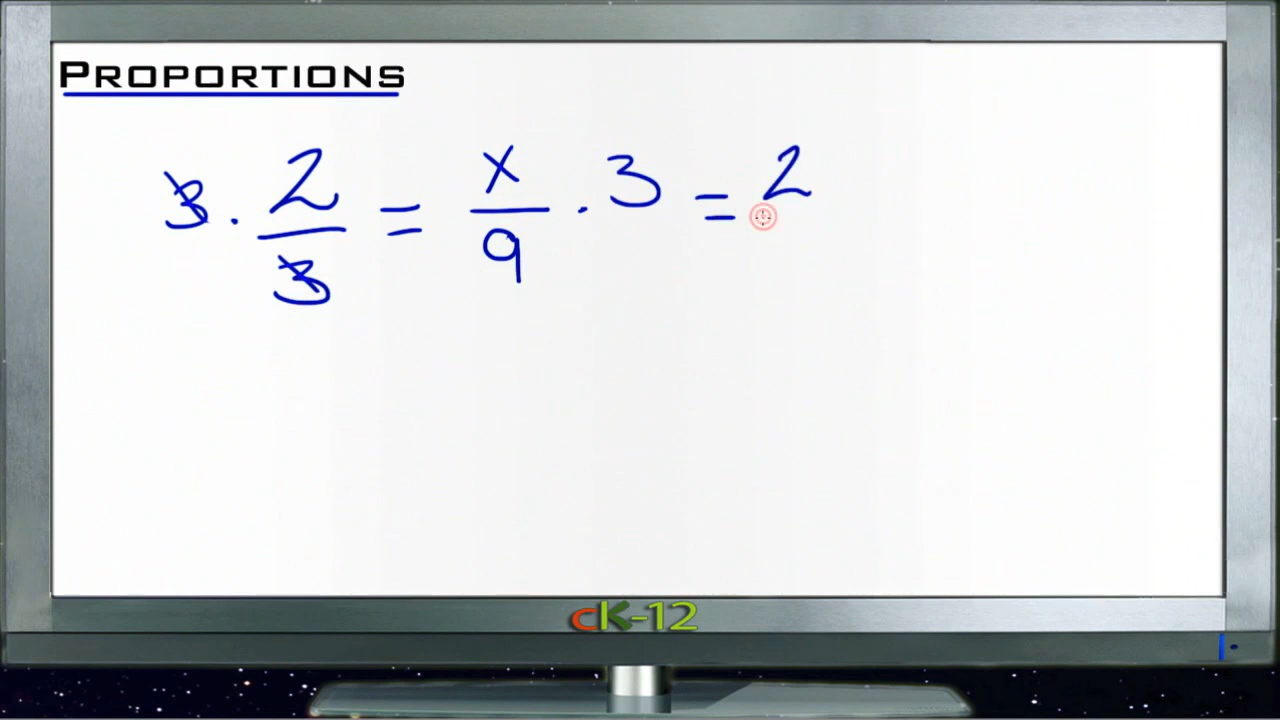 PROPORTIONS
3 · 2/3 = x/9 · 3 = 2
cK-12